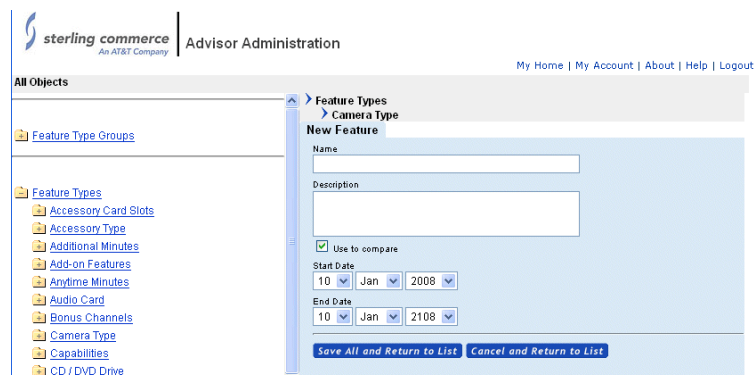 sterling commerce
An AT&T Company
Advisor Administration
My Home | My Account | About | Help | Logout
All Objects
Feature Type Groups
Feature Types
Accessory Card Slots
Accessory Type
Additional Minutes
Add-on Features
Anytime Minutes
Audio Card
Bonus Channels
Camera Type
Capabilities
CD / DVD Drive
Feature Types
Camera Type
New Feature
Name
Description
Use to compare
Start Date
10 Jan 2008
End Date
10 Jan 2108
Save All and Return to List Cancel and Return to List